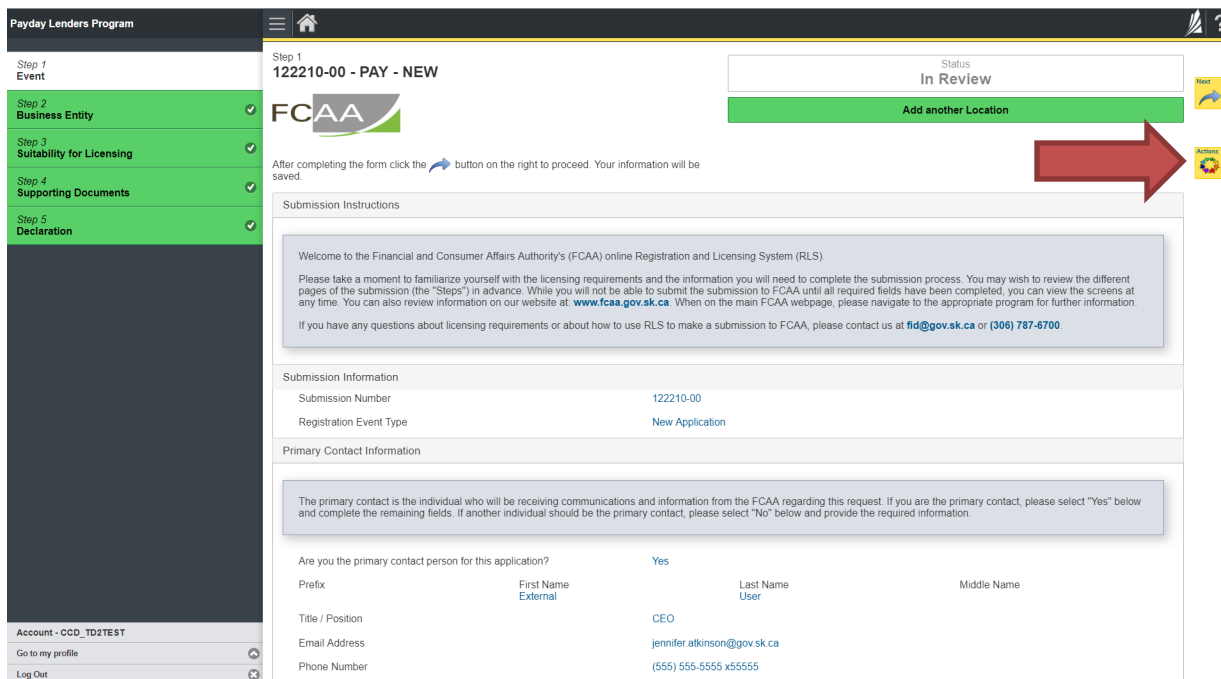 Payday Lenders Program
Step 1
Event
Step 2
Business Entity
Step 3
Suitability for Licensing
Step 4
Supporting Documents
Step 5
Declaration
Account - CCD_TD2TEST
Go to my profile
Log Out
?
Step 1
122210-00 - PAY - NEW
Status
In Review
Add another Location
FCAA
Next
Actions
After completing the form click the button on the right to proceed. Your information will be
saved.
Submission Instructions
Welcome to the Financial and Consumer Affairs Authority's (FCAA) online Registration and Licensing System (RLS).
Please take a moment to familiarize yourself with the licensing requirements and the information you will need to complete the submission process. You may wish to review the different
pages of the submission (the "Steps") in advance. While you will not be able to submit the submission to FCAA until all required fields have been completed, you can view the screens at
any time. You can also review information on our website at: www.fcaa.gov.sk.ca. When on the main FCAA webpage, please navigate to the appropriate program for further information.
If you have any questions about licensing requirements or about how to use RLS to make a submission to FCAA, please contact us at fid@gov.sk.ca or (306) 787-6700.
Submission Information
Submission Number 122210-00
Registration Event Type New Application
Primary Contact Information
The primary contact is the individual who will be receiving communications and information from the FCAA regarding this request. If you are the primary contact, please select "Yes" below
and complete the remaining fields. If another individual should be the primary contact, please select "No" below and provide the required information.
Are you the primary contact person for this application? Yes
Prefix First Name Last Name Middle Name
External User
Title / Position CEO
Email Address jennifer.atkinson@gov.sk.ca
Phone Number (555) 555-5555 x55555